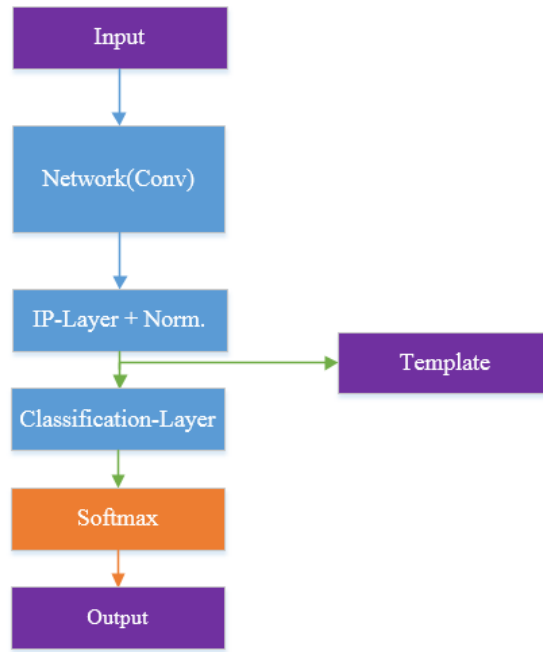 Input
Network(Conv)
IP-Layer + Norm.
Template
Classification-Layer
Softmax
Output